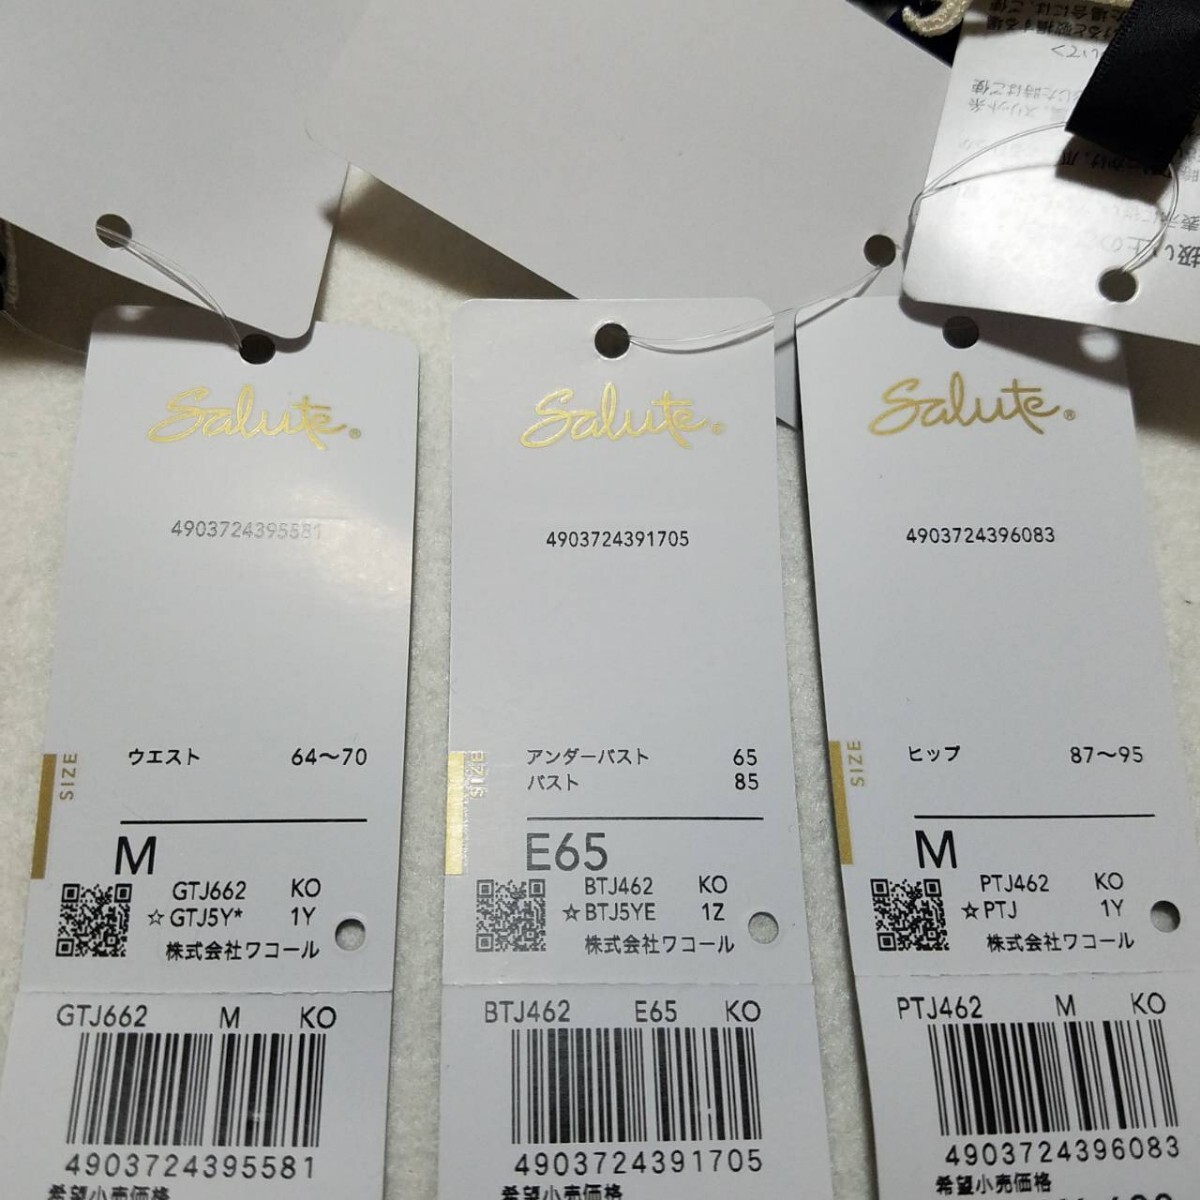 Salute®
4903724395581
SIZE
ウエスト 64〜70
M
GTJ662 KO
☆GTJ5Y* 1Y
株式会社ワコール
GTJ662 M KO
4903724395581
希望小売価格
Salute®
4903724391705
SIZE
アンダーバスト 65
バスト 85
E65
BTJ462 KO
☆BTJ5YE 1Z
株式会社ワコール
BTJ462 E65 KO
4903724391705
希望小売価格
Salute®
4903724396083
SIZE
ヒップ 87〜95
M
PTJ462 KO
☆PTJ 1Y
株式会社ワコール
PTJ462 M KO
4903724396083
希望小売価格